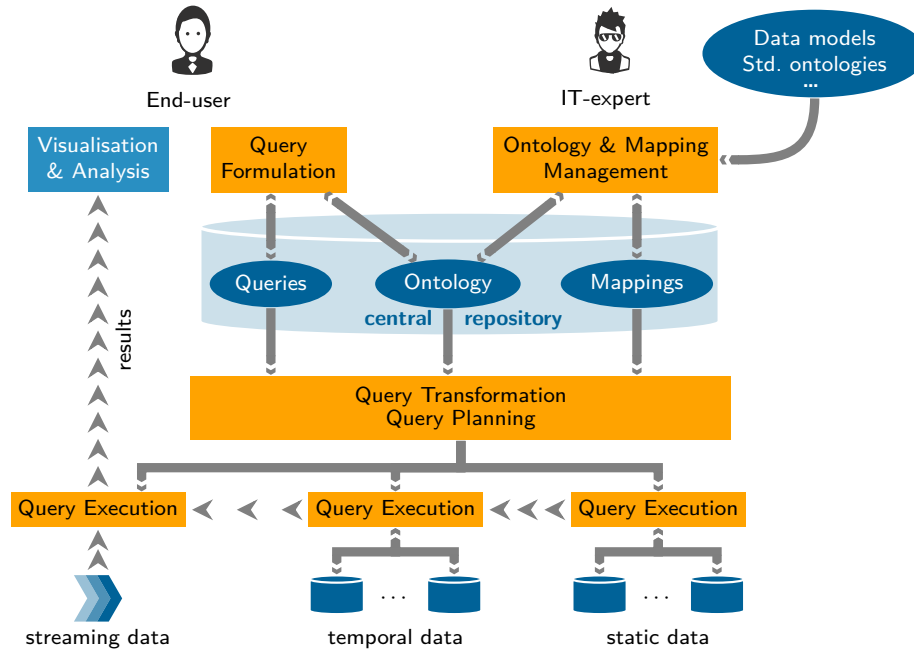 Data models
Std. ontologies
...
End-user
IT-expert
Visualisation
& Analysis
Query
Formulation
Ontology & Mapping
Management
Queries
Ontology
Mappings
central repository
results
Query Transformation
Query Planning
Query Execution
Query Execution
Query Execution
...
...
streaming data
temporal data
static data